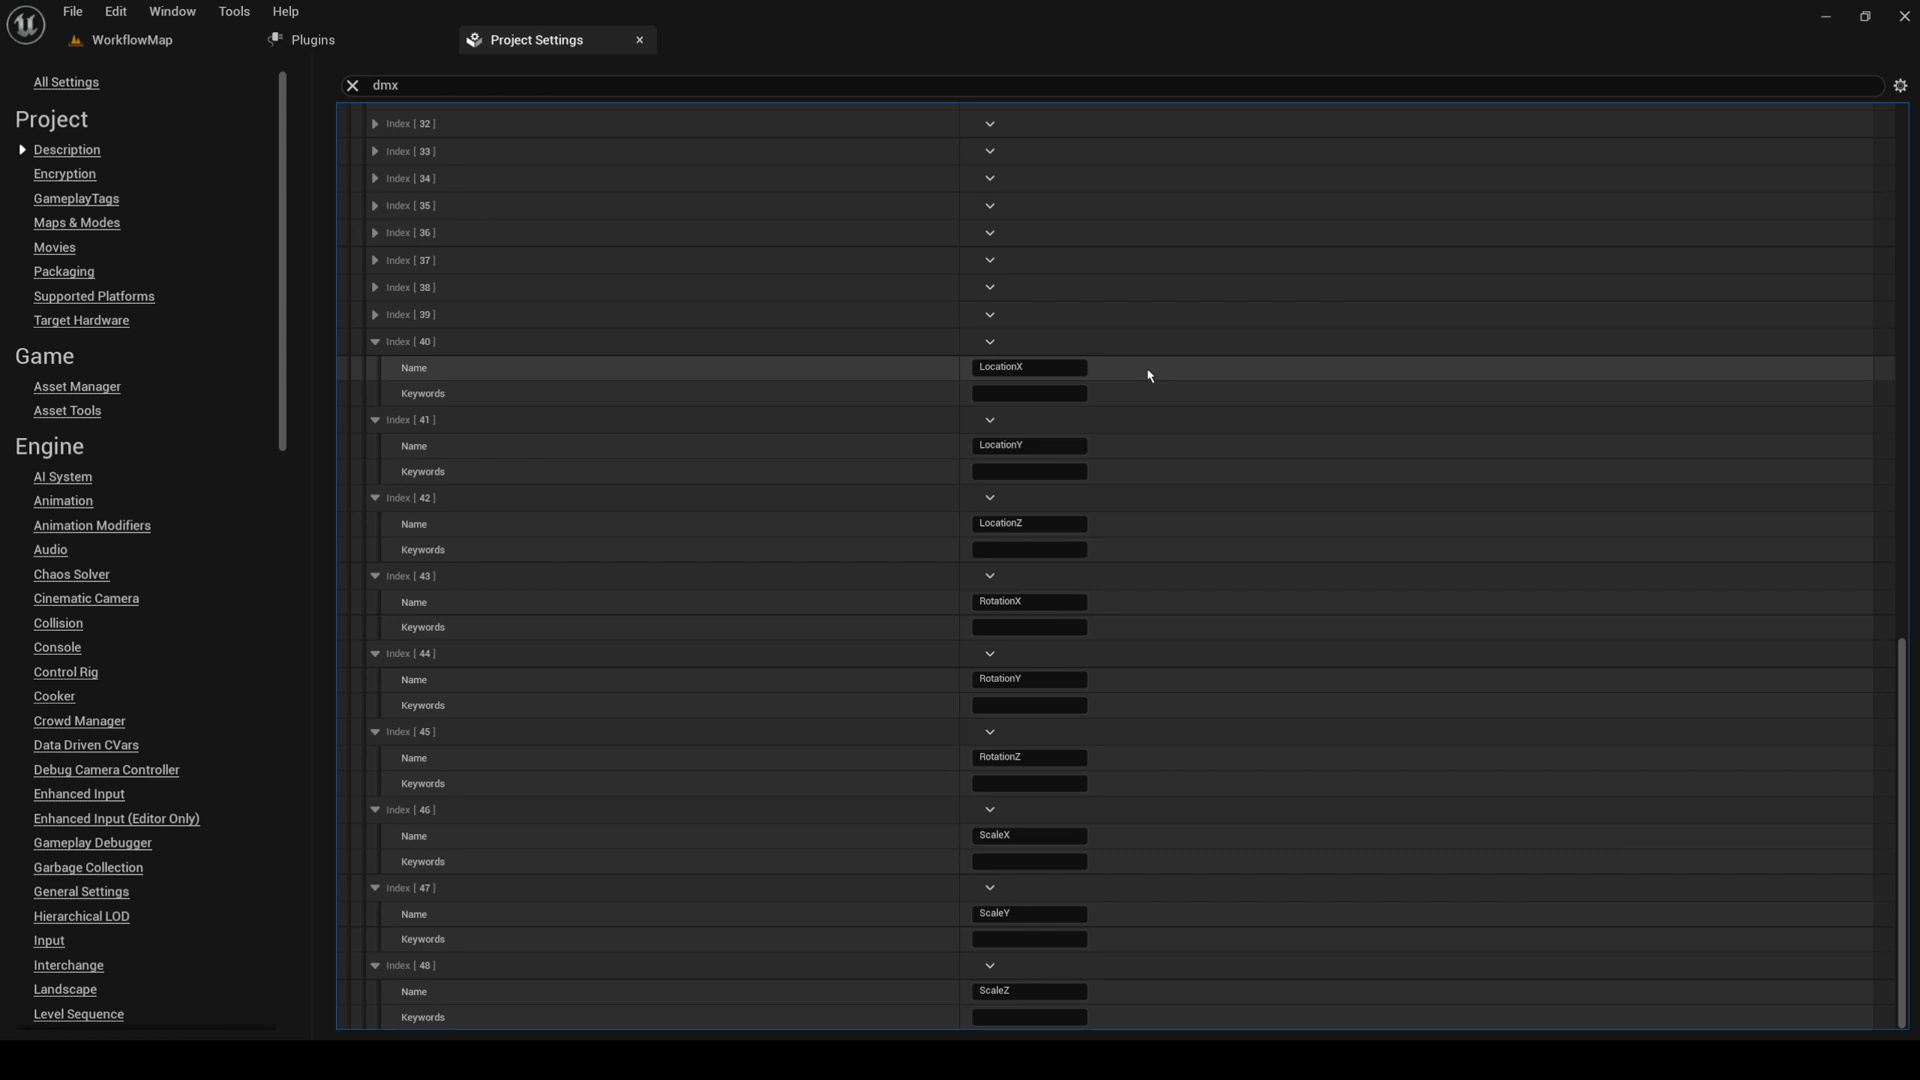 File Edit Window Tools Help
WorkflowMap Plugins Project Settings
dmx
All Settings
Project
Description
Encryption
GameplayTags
Maps & Modes
Movies
Packaging
Supported Platforms
Target Hardware
Game
Asset Manager
Asset Tools
Engine
AI System
Animation
Animation Modifiers
Audio
Chaos Solver
Cinematic Camera
Collision
Console
Control Rig
Cooker
Crowd Manager
Data Driven CVars
Debug Camera Controller
Enhanced Input
Enhanced Input (Editor Only)
Gameplay Debugger
Garbage Collection
General Settings
Hierarchical LOD
Input
Interchange
Landscape
Level Sequence
Index [ 32 ]
Index [ 33 ]
Index [ 34 ]
Index [ 35 ]
Index [ 36 ]
Index [ 37 ]
Index [ 38 ]
Index [ 39 ]
Index [ 40 ]
Name LocationX
Keywords
Index [ 41 ]
Name LocationY
Keywords
Index [ 42 ]
Name LocationZ
Keywords
Index [ 43 ]
Name RotationX
Keywords
Index [ 44 ]
Name RotationY
Keywords
Index [ 45 ]
Name RotationZ
Keywords
Index [ 46 ]
Name ScaleX
Keywords
Index [ 47 ]
Name ScaleY
Keywords
Index [ 48 ]
Name ScaleZ
Keywords